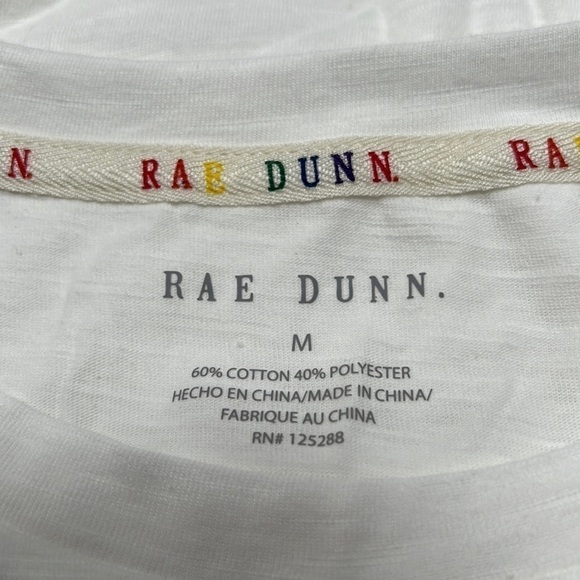 N. RAE DUNN. RAE
RAE DUNN.
M
60% COTTON 40% POLYESTER
HECHO EN CHINA/MADE IN CHINA/
FABRIQUE AU CHINA
RN# 125288